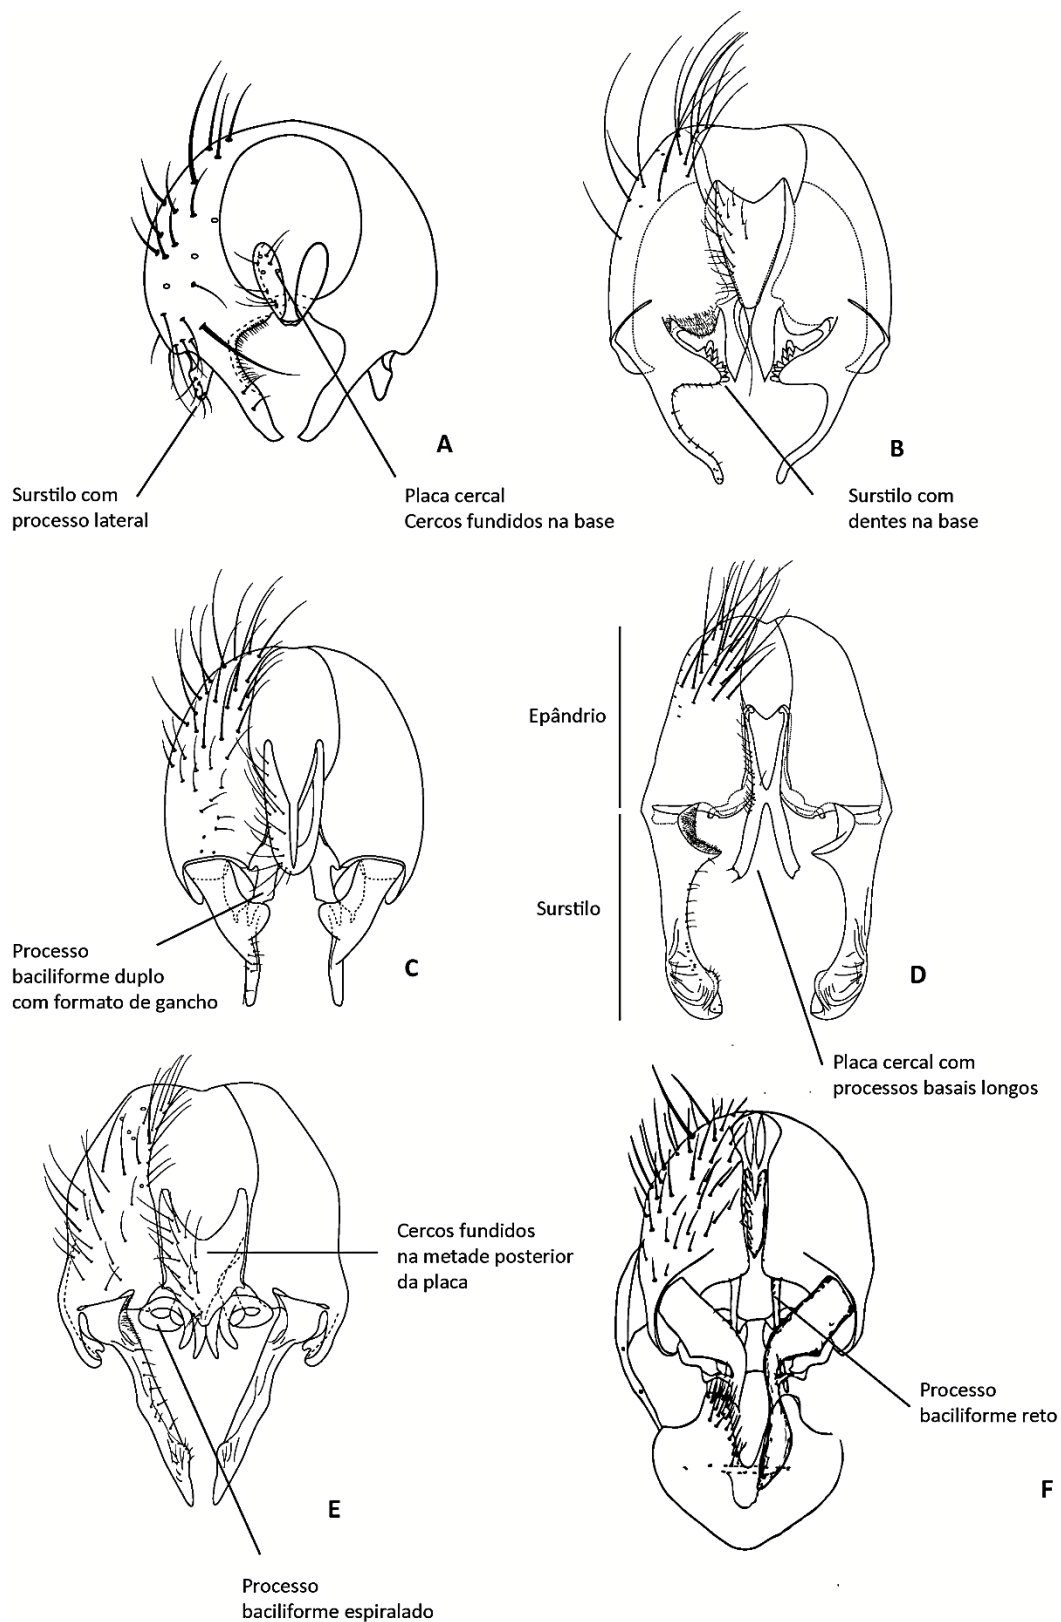 A
Surstilo com
processo lateral
Placa cercal
Cercos fundidos na base
B
Surstilo com
dentes na base
Epândrio
Surstilo
Processo
baciliforme duplo
com formato de gancho
C
D
Placa cercal com
processos basais longos
Cercos fundidos
na metade posterior
da placa
Processo
baciliforme reto
E
F
Processo
baciliforme espiralado